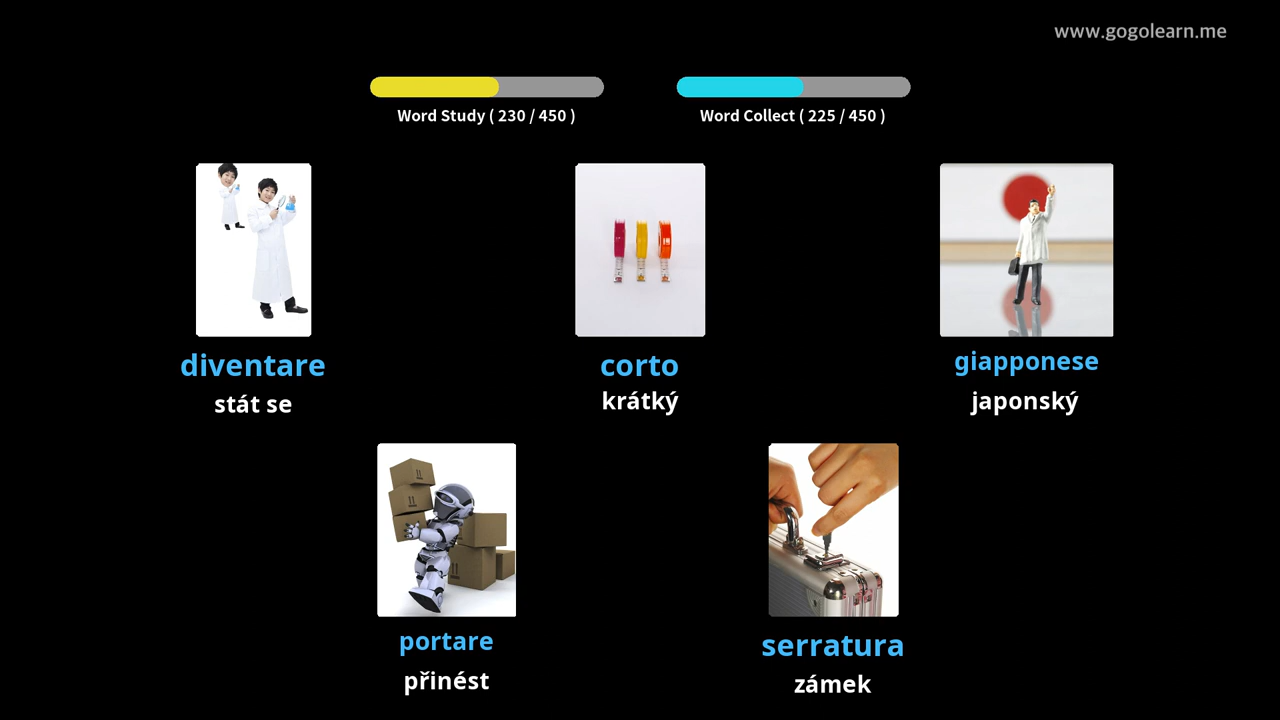 www.gogolearn.me
Word Study ( 230 / 450 )
Word Collect ( 225 / 450 )
diventare
stát se
corto
krátký
giapponese
japonský
portare
přinést
serratura
zámek